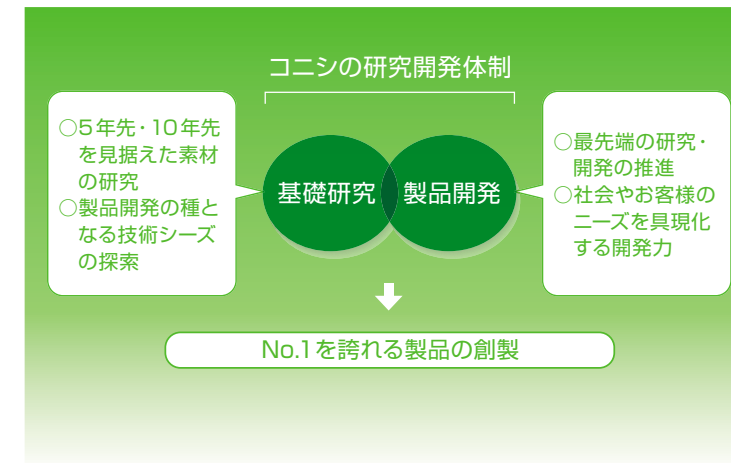 コニシの研究開発体制
○5年先・10年先
を見据えた素材
の研究
○製品開発の種と
なる技術シーズ
の探索
基礎研究
製品開発
○最先端の研究・
開発の推進
○社会やお客様の
ニーズを具現化
する開発力
No.1を誇れる製品の創製